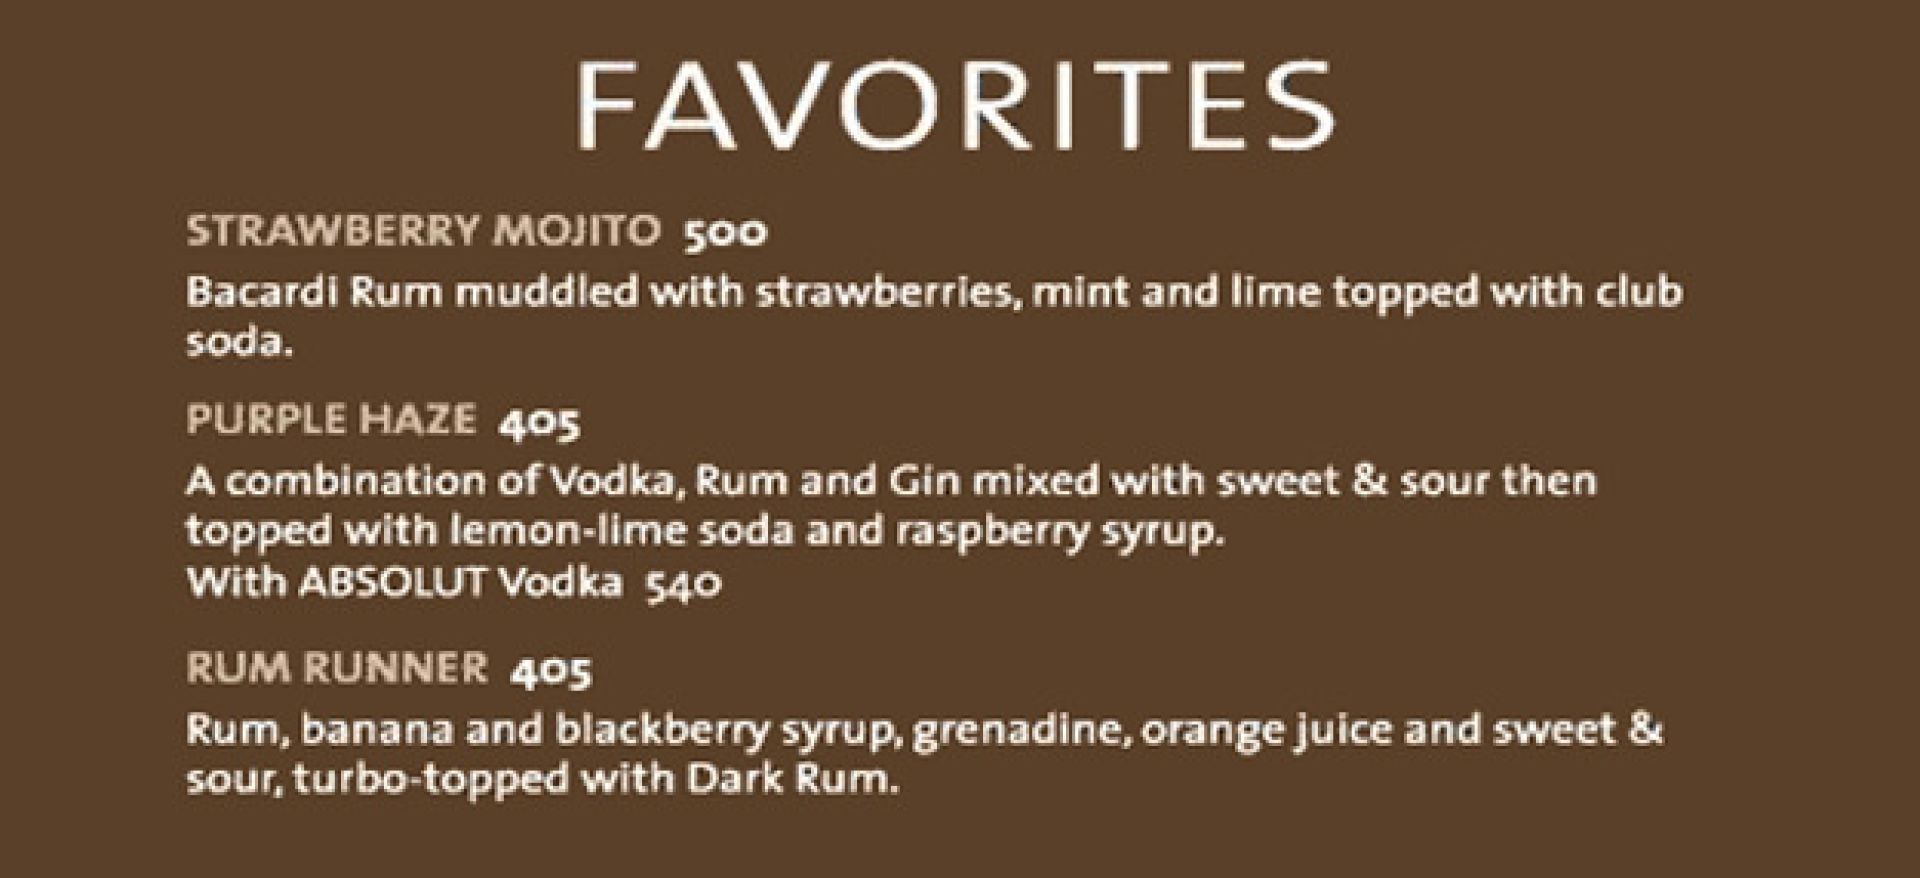 FAVORITES
STRAWBERRY MOJITO 500
Bacardi Rum muddled with strawberries, mint and lime topped with club
soda.
PURPLE HAZE 405
A combination of Vodka, Rum and Gin mixed with sweet & sour then
topped with lemon-lime soda and raspberry syrup.
With ABSOLUT Vodka 540
RUM RUNNER 405
Rum, banana and blackberry syrup, grenadine, orange juice and sweet &
sour, turbo-topped with Dark Rum.